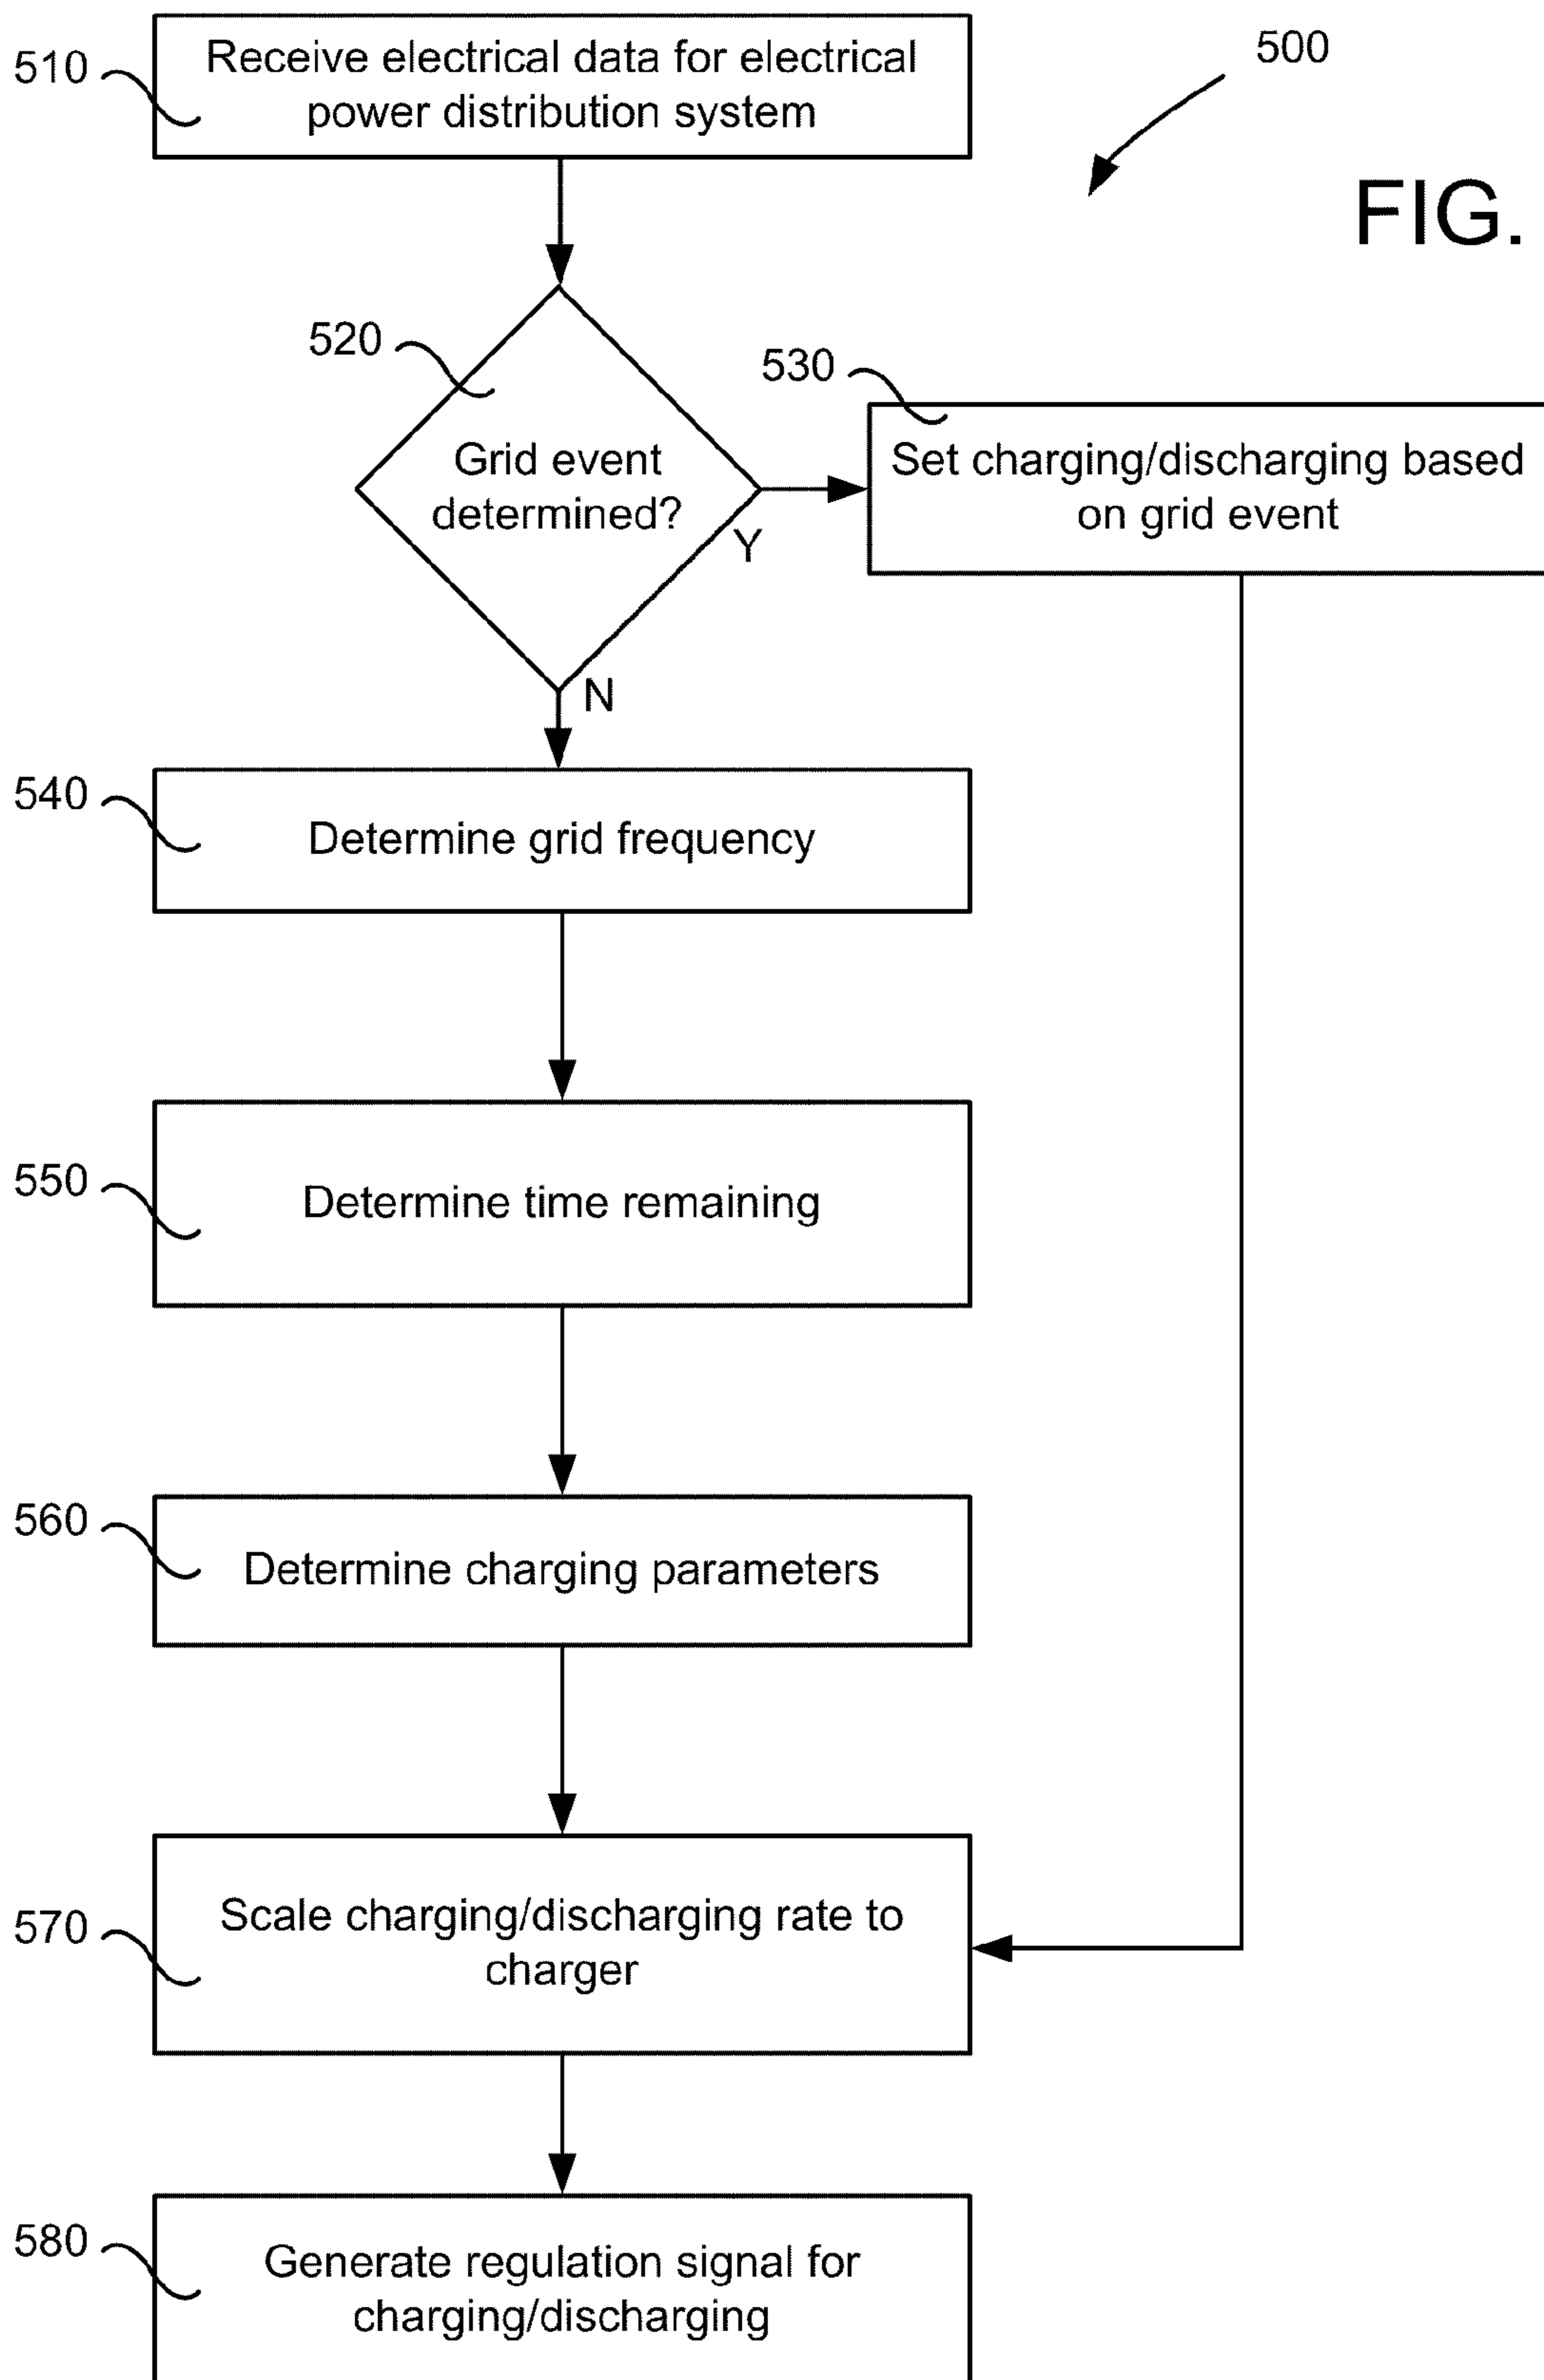 510
Receive electrical data for electrical
power distribution system
500
FIG.
520
530
Grid event
determined?
Y
Set charging/discharging based
on grid event
N
540
Determine grid frequency
550
Determine time remaining
560
Determine charging parameters
570
Scale charging/discharging rate to
charger
580
Generate regulation signal for
charging/discharging